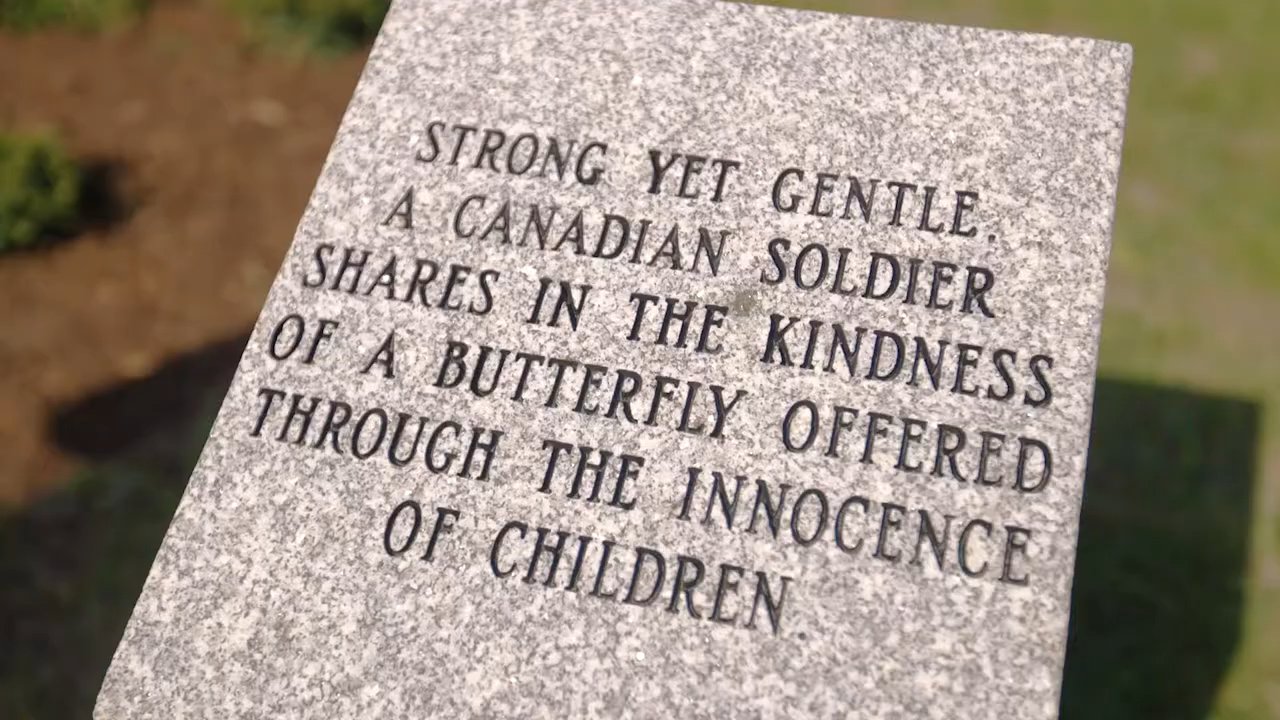 STRONG YET GENTLE.
A CANADIAN SOLDIER
SHARES IN THE KINDNESS
OF A BUTTERFLY OFFERED
THROUGH THE INNOCENCE
OF CHILDREN